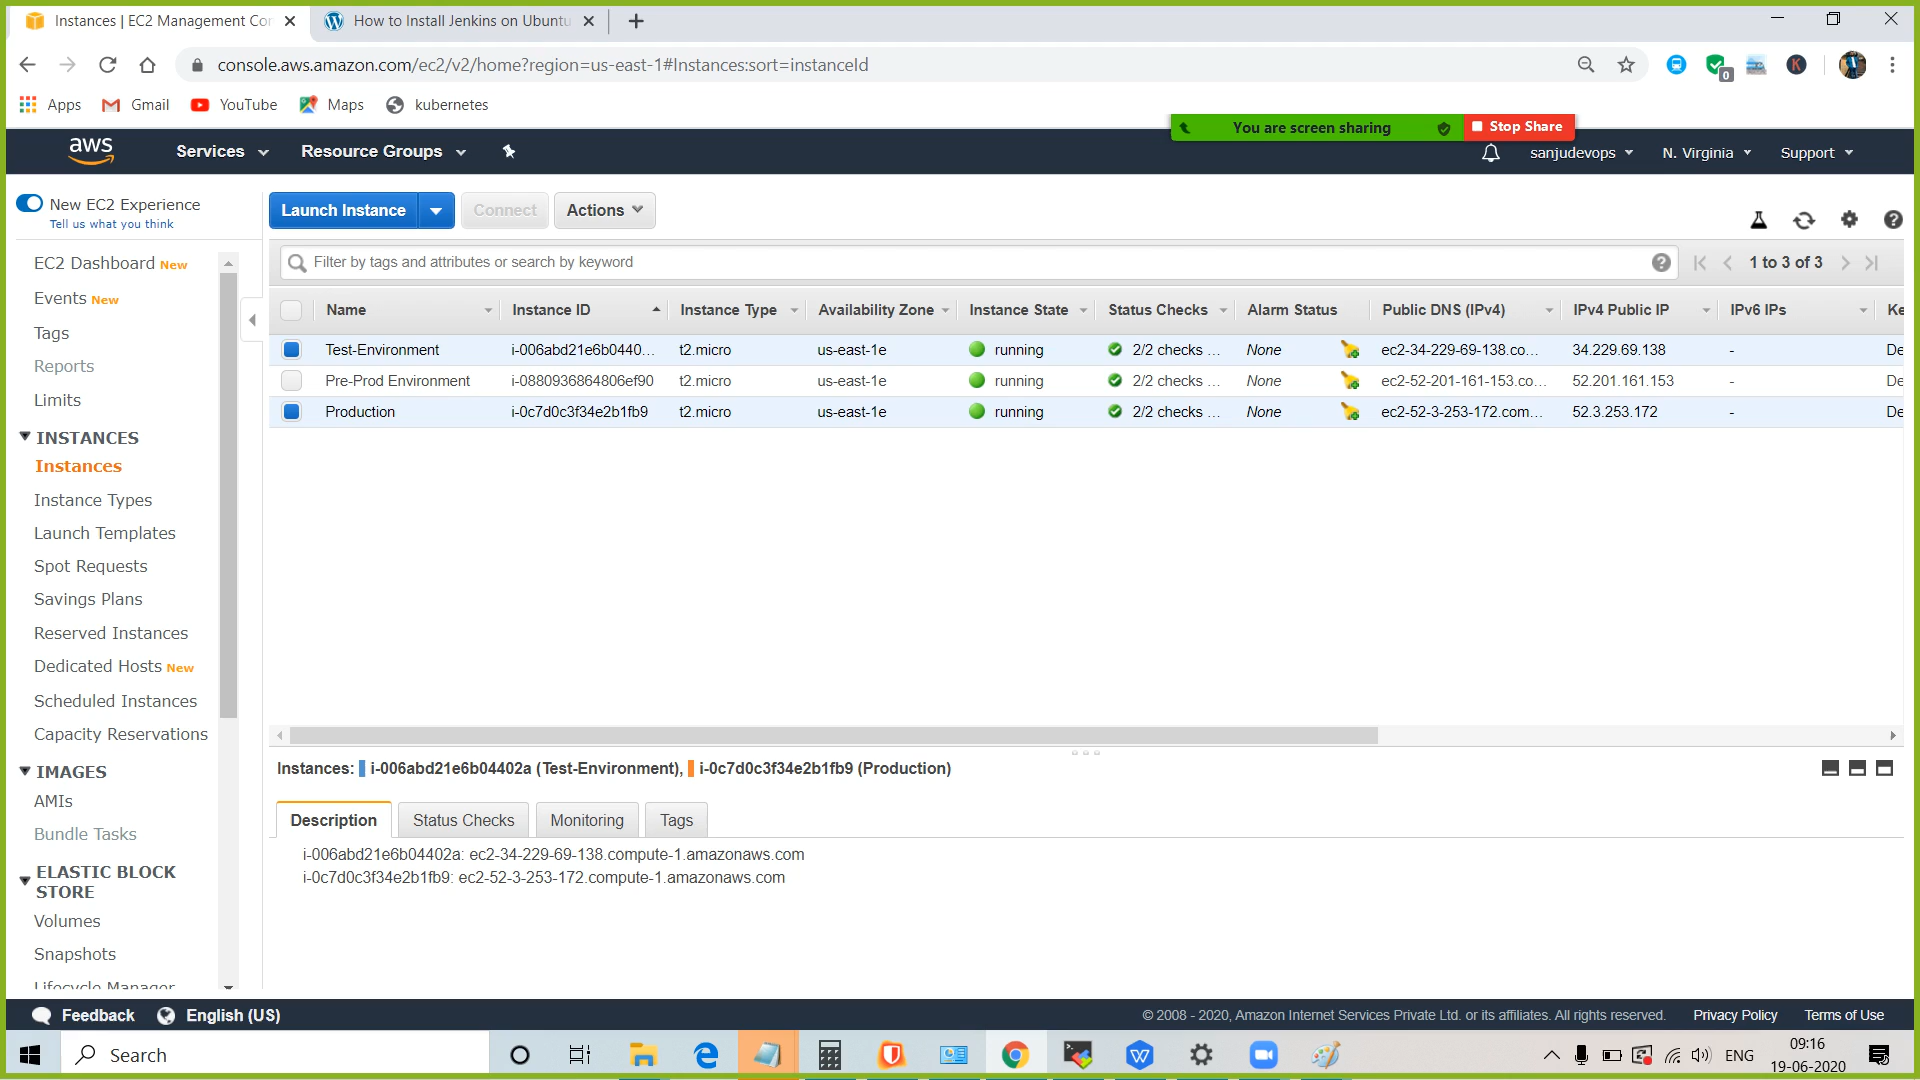 Instances | EC2 Management Con
How to Install Jenkins on Ubuntu
console.aws.amazon.com/ec2/v2/home?region=us-east-1#Instances:sort=instanceId
0
K
Apps
Gmail
YouTube
Maps
kubernetes
You are screen sharing
Stop Share
aws
Services
Resource Groups
sanjudevops
N. Virginia
Support
New EC2 Experience
Tell us what you think
Launch Instance
Connect
Actions
Filter by tags and attributes or search by keyword
1 to 3 of 3
Name Instance ID Instance Type Availability Zone Instance State Status Checks Alarm Status Public DNS (IPv4) IPv4 Public IP IPv6 IPs Ke
Test-Environment i-006abd21e6b0440... t2.micro us-east-1e running 2/2 checks ... None ec2-34-229-69-138.co... 34.229.69.138 - De
Pre-Prod Environment i-0880936864806ef90 t2.micro us-east-1e running 2/2 checks ... None ec2-52-201-161-153.co... 52.201.161.153 - De
Production i-0c7d0c3f34e2b1fb9 t2.micro us-east-1e running 2/2 checks ... None ec2-52-3-253-172.com... 52.3.253.172 - De
EC2 Dashboard New
Events New
Tags
Reports
Limits
INSTANCES
Instances
Instance Types
Launch Templates
Spot Requests
Savings Plans
Reserved Instances
Dedicated Hosts New
Scheduled Instances
Capacity Reservations
IMAGES
AMIs
Bundle Tasks
ELASTIC BLOCK
STORE
Volumes
Snapshots
Lifecycle Manager
Instances: i-006abd21e6b04402a (Test-Environment), i-0c7d0c3f34e2b1fb9 (Production)
Description
Status Checks
Monitoring
Tags
i-006abd21e6b04402a: ec2-34-229-69-138.compute-1.amazonaws.com
i-0c7d0c3f34e2b1fb9: ec2-52-3-253-172.compute-1.amazonaws.com
Feedback
English (US)
© 2008 - 2020, Amazon Internet Services Private Ltd. or its affiliates. All rights reserved.
Privacy Policy
Terms of Use
Search
ENG
09:16
19-06-2020